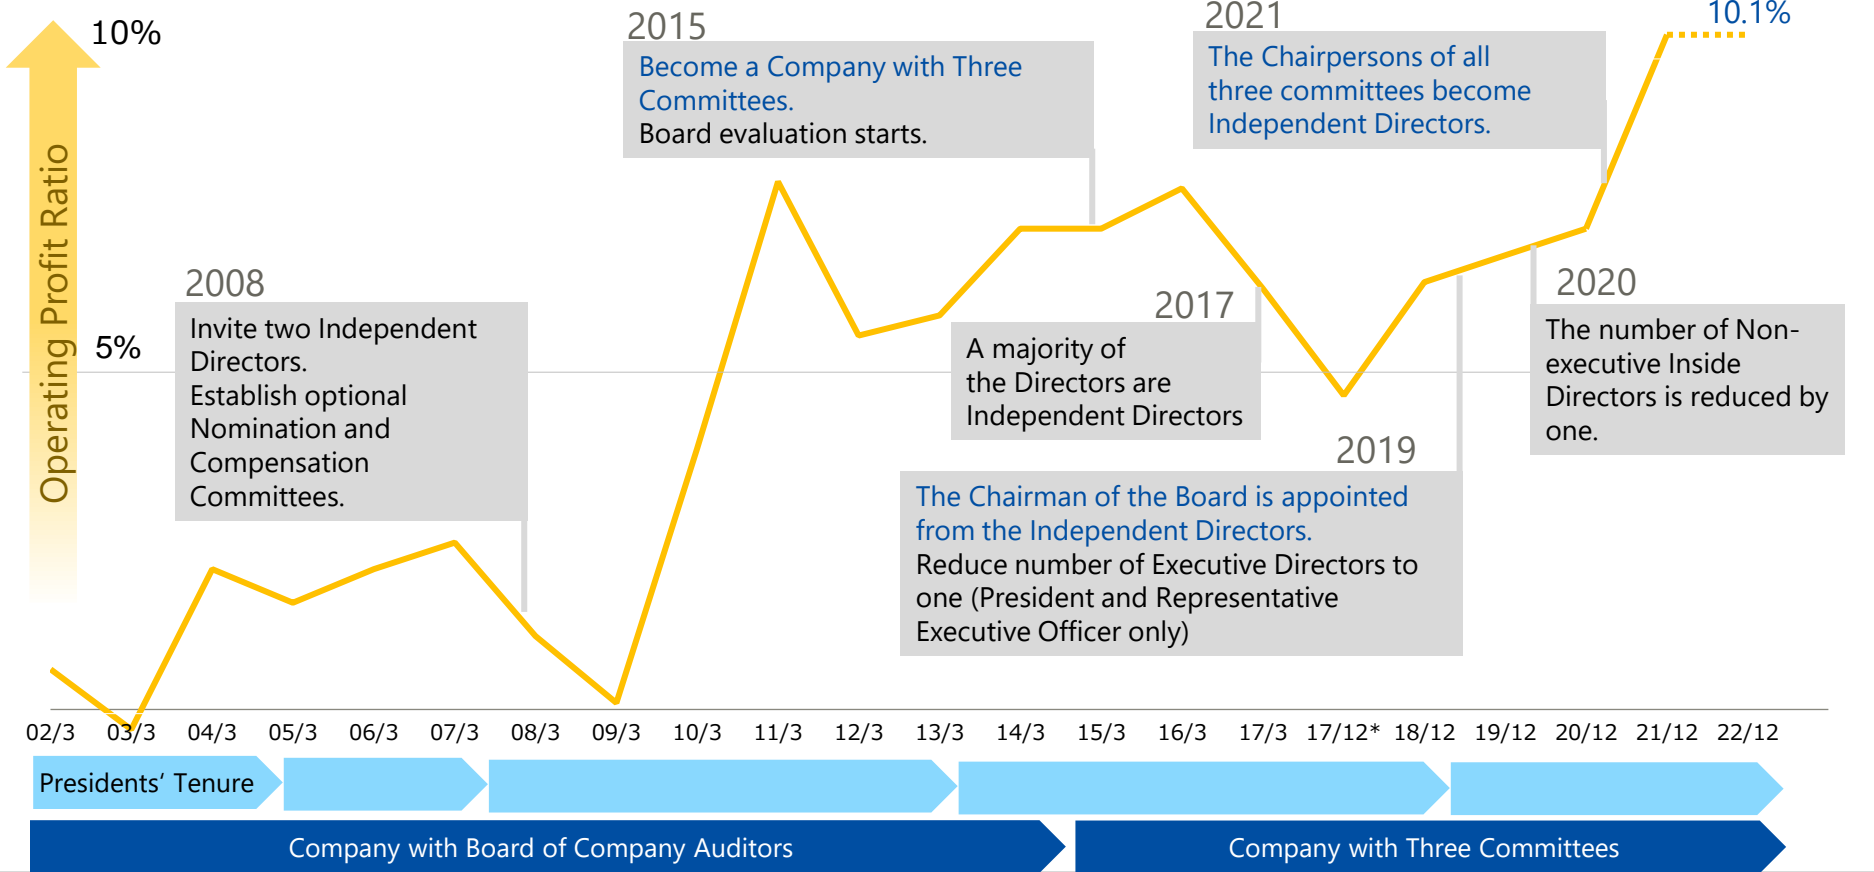 10%
5%
Operating Profit Ratio
2008
Invite two Independent
Directors.
Establish optional
Nomination and
Compensation
Committees.
2015
Become a Company with Three
Committees.
Board evaluation starts.
2017
A majority of
the Directors are
Independent Directors
2019
The Chairman of the Board is appointed
from the Independent Directors.
Reduce number of Executive Directors to
one (President and Representative
Executive Officer only)
2020
The number of Non-
executive Inside
Directors is reduced by
one.
2021
The Chairpersons of all
three committees become
Independent Directors.
10.1%
02/3 03/3 04/3 05/3 06/3 07/3 08/3 09/3 10/3 11/3 12/3 13/3 14/3 15/3 16/3 17/3 17/12* 18/12 19/12 20/12 21/12 22/12
Presidents‘ Tenure
Company with Board of Company Auditors
Company with Three Committees